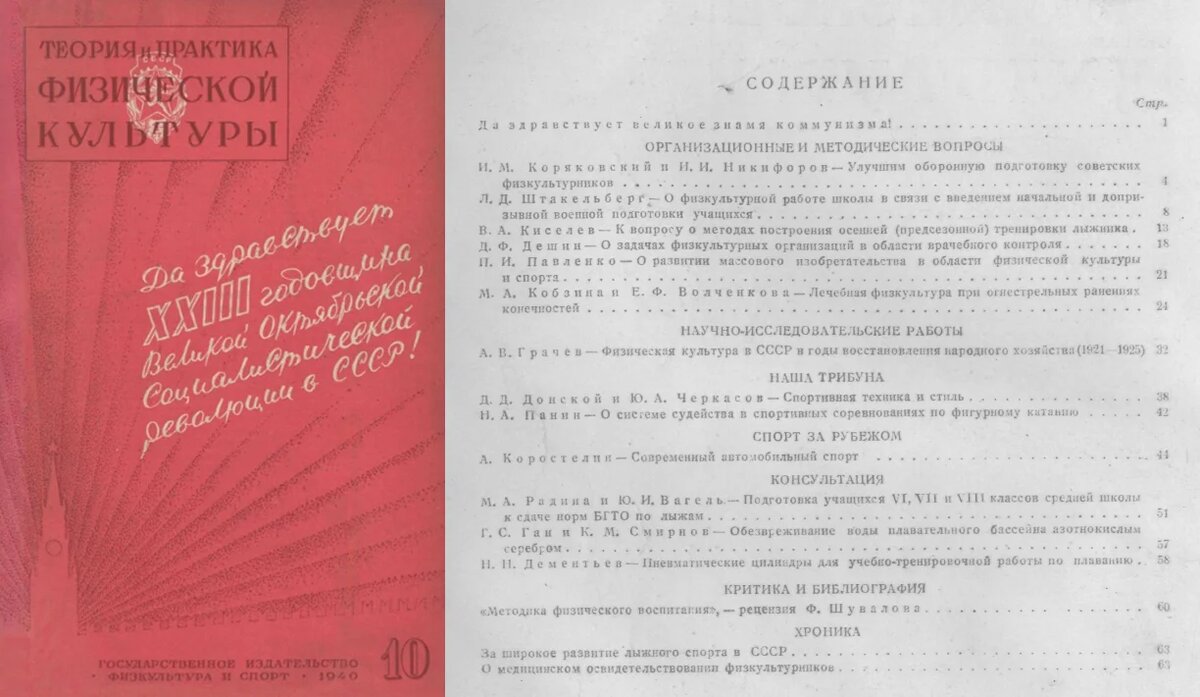 ТЕОРИЯ и ПРАКТИКА
СССР
ФИЗИЧЕСКОЙ
КУЛЬТУРЫ
Да здравствует
XXIII годовщина
Великой Октябрьской
Социалистической
революции в СССР!
ГОСУДАРСТВЕННОЕ ИЗДАТЕЛЬСТВО
• ФИЗКУЛЬТУРА И СПОРТ • 1940
10
СОДЕРЖАНИЕ
Стр.
Да здравствует великое знамя коммунизма! 1
ОРГАНИЗАЦИОННЫЕ И МЕТОДИЧЕСКИЕ ВОПРОСЫ
И. М. Коряковский и И. И. Никифоров — Улучшим оборонную подготовку советских
физкультурников 4
Л. Д. Штакельберг — О физкультурной работе школы в связи с введением начальной и допри-
зывной военной подготовки учащихся 8
В. А. Киселев — К вопросу о методах построения осенней (предсезонной) тренировки лыжника 13
Д. Ф. Дешин — О задачах физкультурных организаций в области врачебного контроля 18
П. И. Павленко — О развитии массового изобретательства в области физической культуры
и спорта 21
М. А. Кобзина и Е. Ф. Волченкова — Лечебная физкультура при огнестрельных ранениях
конечностей 24
НАУЧНО-ИССЛЕДОВАТЕЛЬСКИЕ РАБОТЫ
А. В. Грачев — Физическая культура в СССР в годы восстановления народного хозяйства (1921—1925) 32
НАША ТРИБУНА
Д. Д. Донской и Ю. А. Черкасов — Спортивная техника и стиль 38
Н. А. Панин — О системе судейства в спортивных соревнованиях по фигурному катанию 42
СПОРТ ЗА РУБЕЖОМ
А. Коростелин — Современный автомобильный спорт 44
КОНСУЛЬТАЦИЯ
М. А. Радина и Ю. И. Вагель — Подготовка учащихся VI, VII и VIII классов средней школы
к сдаче норм БГТО по лыжам 51
Г. С. Ган и К. М. Смирнов — Обезвреживание воды плавательного бассейна азотнокислым
серебром 57
Н. Н. Дементьев — Пневматические цилиндры для учебно-тренировочной работы по плаванию 58
КРИТИКА И БИБЛИОГРАФИЯ
«Методика физического воспитания», — рецензия Ф. Шувалова 60
ХРОНИКА
За широкое развитие лыжного спорта в СССР 63
О медицинском освидетельствовании физкультурников 63